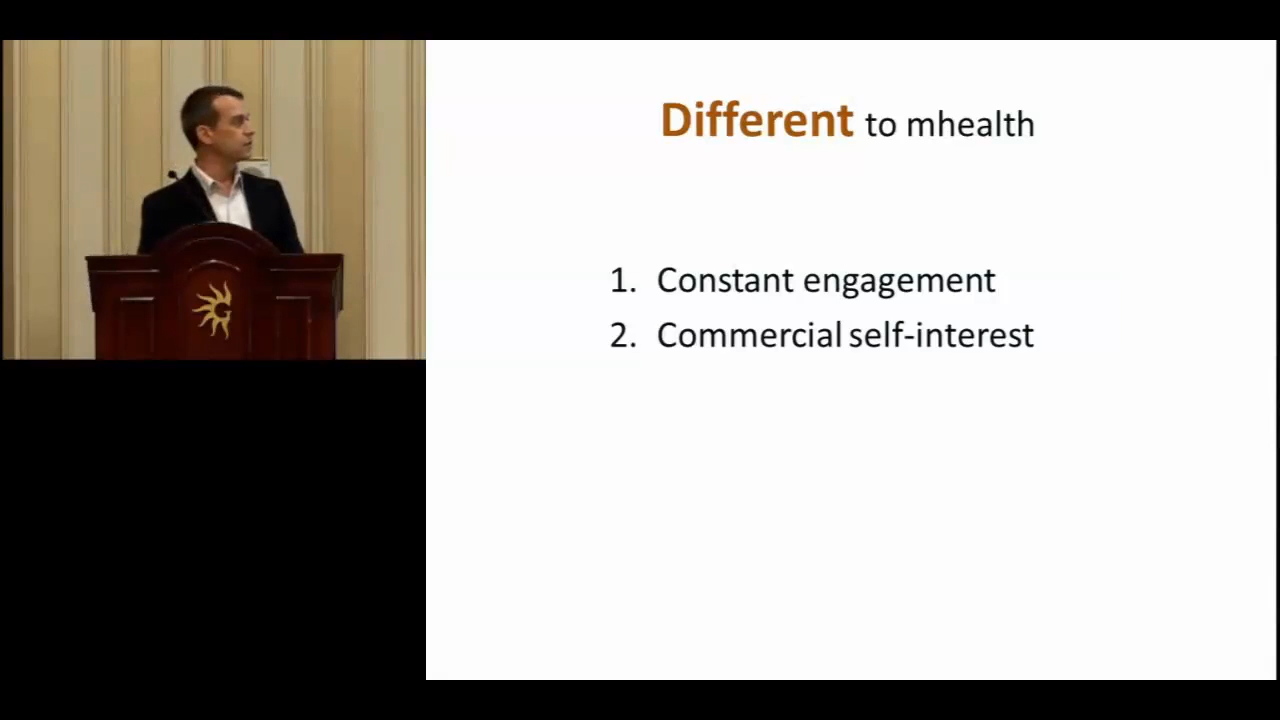 Different to mhealth
1. Constant engagement
2. Commercial self-interest